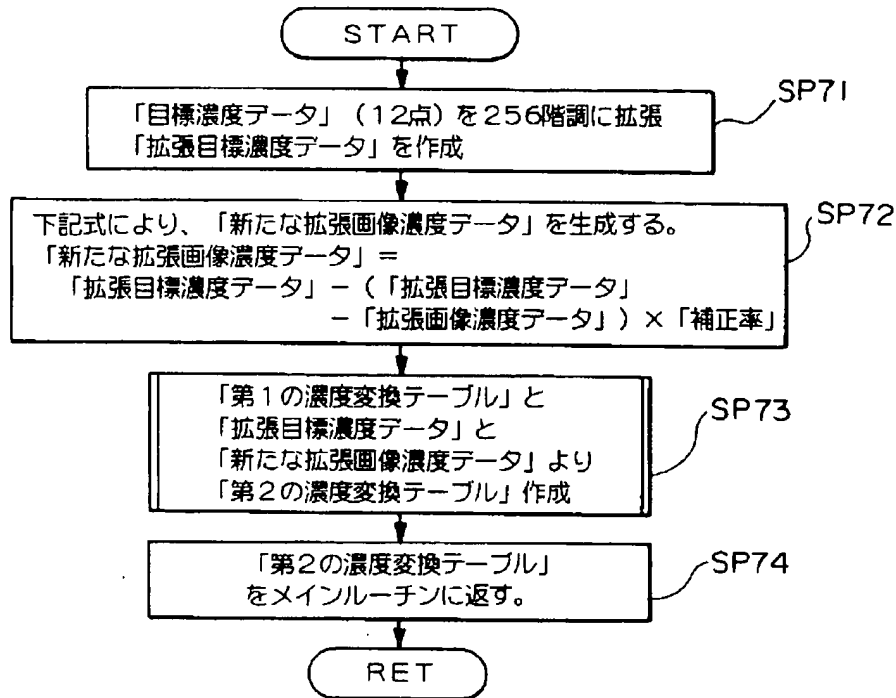 START
「目標濃度データ」（12点）を256階調に拡張
「拡張目標濃度データ」を作成
SP71
下記式により、「新たな拡張画像濃度データ」を生成する。
「新たな拡張画像濃度データ」＝
「拡張目標濃度データ」－（「拡張目標濃度データ」
－「拡張画像濃度データ」）×「補正率」
SP72
「第1の濃度変換テーブル」と
「拡張目標濃度データ」と
「新たな拡張画像濃度データ」より
「第2の濃度変換テーブル」作成
SP73
「第2の濃度変換テーブル」
をメインルーチンに返す。
SP74
RET